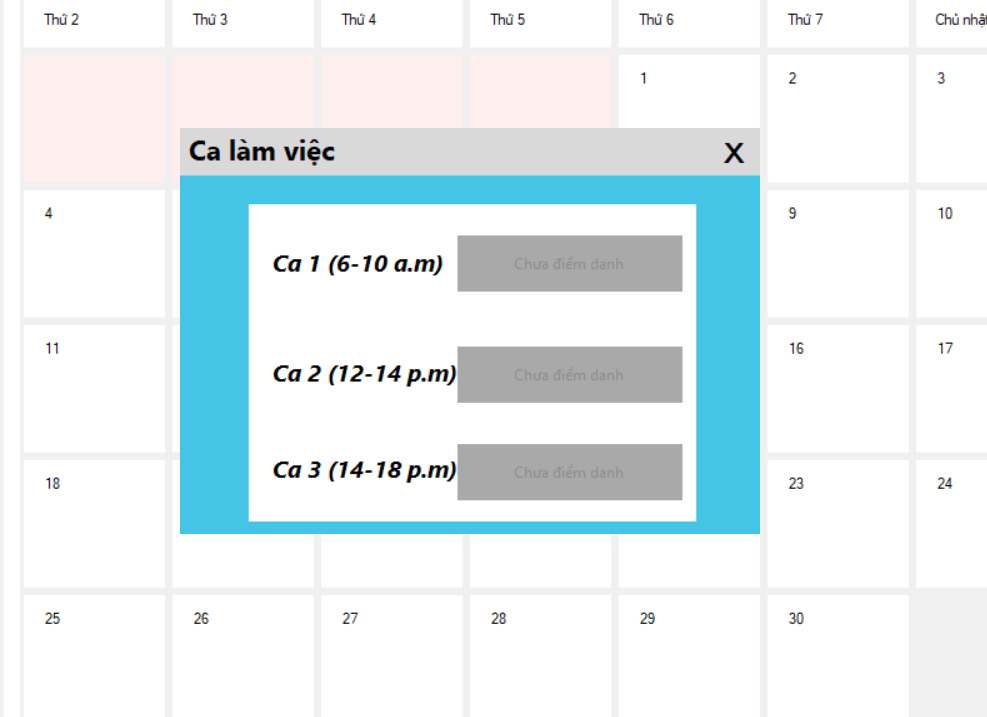 Thứ 2 Thứ 3 Thứ 4 Thứ 5 Thứ 6 Thứ 7 Chủ nhật
1 2 3
Ca làm việc X
4 9 10
Ca 1 (6-10 a.m) Chưa điểm danh
11 16 17
Ca 2 (12-14 p.m) Chưa điểm danh
Ca 3 (14-18 p.m) Chưa điểm danh
18 23 24
25 26 27 28 29 30